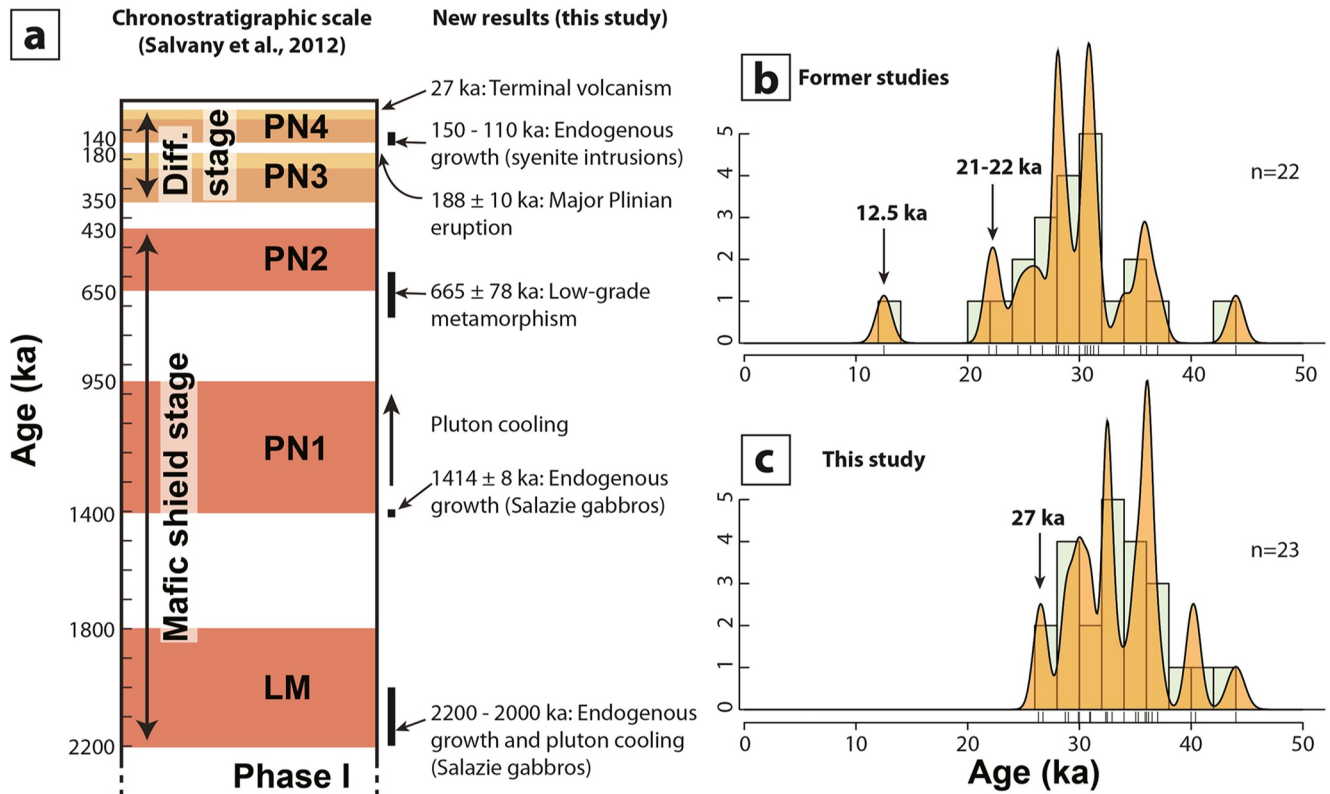 a
Chronostratigraphic scale
(Salvany et al., 2012)
New results (this study)
Age (ka)
140
180
350
430
650
950
1400
1800
2200
Diff.
stage
Mafic shield stage
PN4
PN3
PN2
PN1
LM
Phase I
27 ka: Terminal volcanism
150 - 110 ka: Endogenous
growth (syenite intrusions)
188 ± 10 ka: Major Plinian
eruption
665 ± 78 ka: Low-grade
metamorphism
Pluton cooling
1414 ± 8 ka: Endogenous
growth (Salazie gabbros)
2200 - 2000 ka: Endogenous
growth and pluton cooling
(Salazie gabbros)
b
Former studies
n=22
12.5 ka
21-22 ka
5
4
3
2
1
0
0 10 20 30 40 50
c
This study
n=23
27 ka
5
4
3
2
1
0
0 10 20 30 40 50
Age (ka)